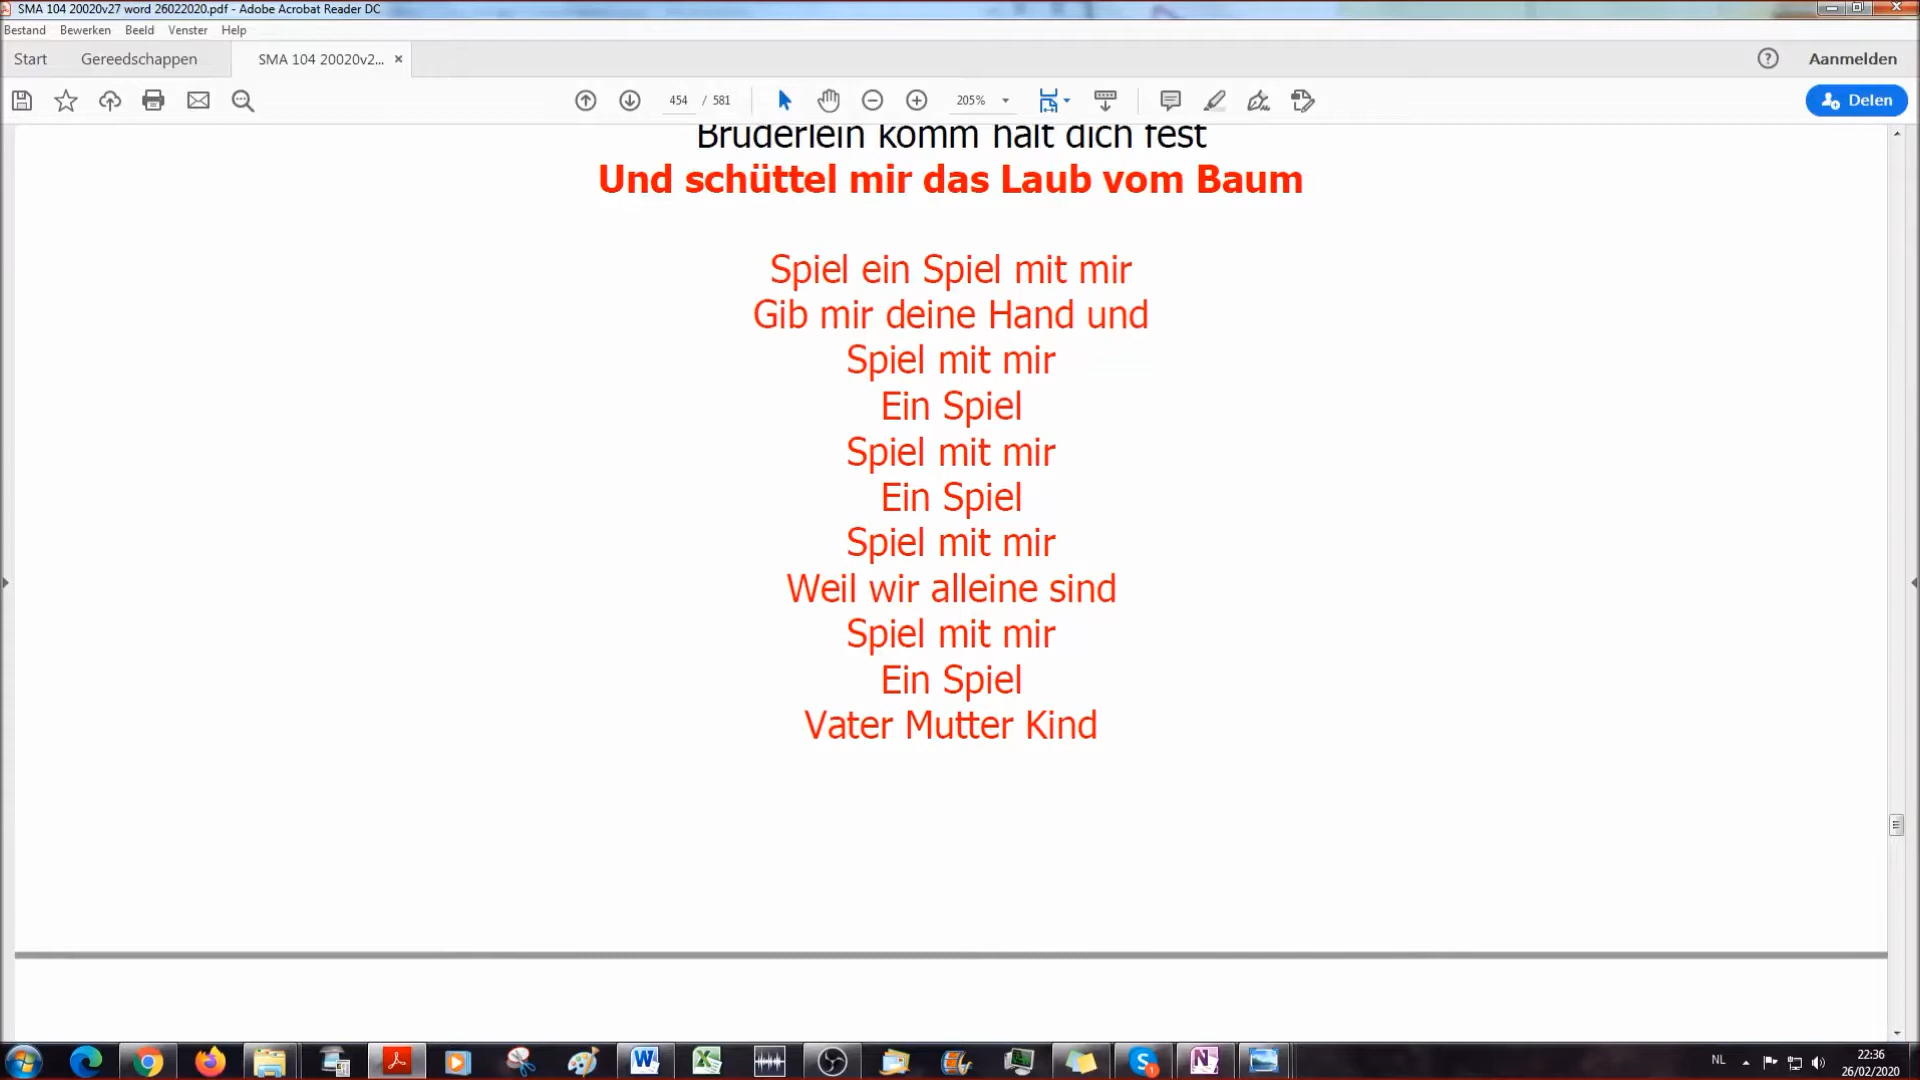 SMA 104 20020v27 word 26022020.pdf - Adobe Acrobat Reader DC
Bestand Bewerken Beeld Venster Help
Start Gereedschappen SMA 104 20020v2... × Aanmelden
454 / 581 205% Delen
Brüderlein komm halt dich fest
Und schüttel mir das Laub vom Baum
Spiel ein Spiel mit mir
Gib mir deine Hand und
Spiel mit mir
Ein Spiel
Spiel mit mir
Ein Spiel
Spiel mit mir
Weil wir alleine sind
Spiel mit mir
Ein Spiel
Vater Mutter Kind
NL 22:36
26/02/2020